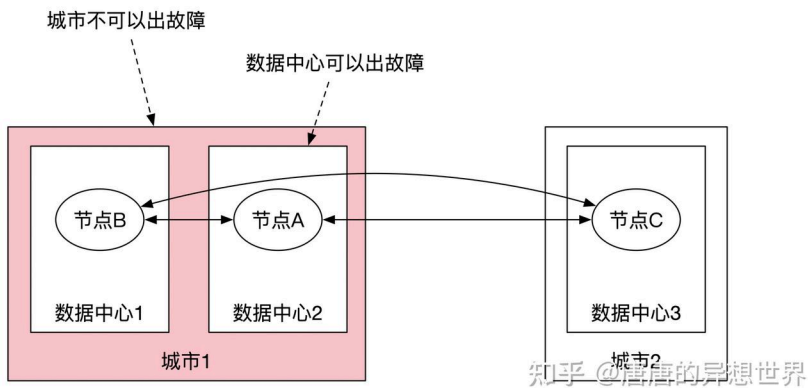 城市不可以出故障
数据中心可以出故障
节点B
节点A
节点C
数据中心1
数据中心2
数据中心3
城市1
城市2
知乎 @唐唐的异想世界